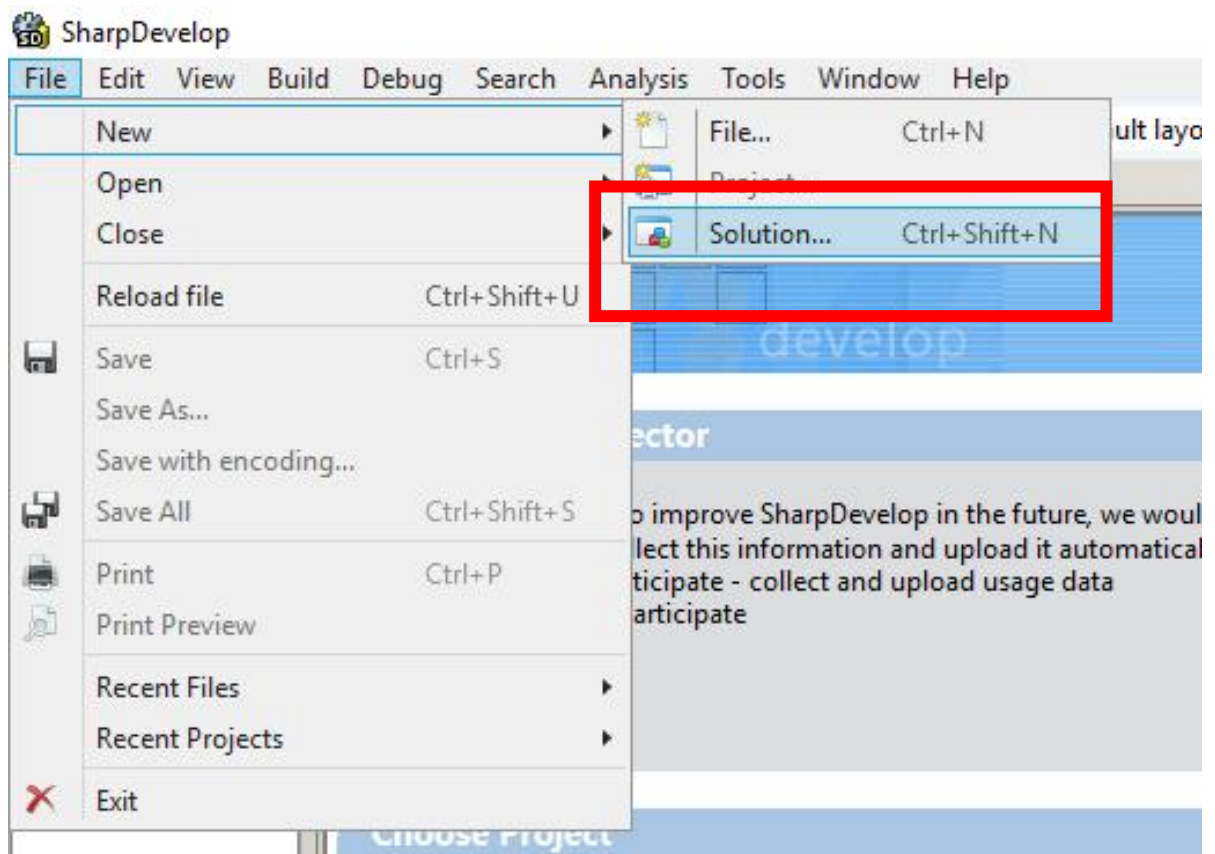 SharpDevelop
File Edit View Build Debug Search Analysis Tools Window Help
New
File... Ctrl+N
ult layo
Open
Project...
Close
Solution... Ctrl+Shift+N
Reload file Ctrl+Shift+U
develop
Save Ctrl+S
Save As...
ector
Save with encoding...
Save All Ctrl+Shift+S
o improve SharpDevelop in the future, we woul
lect this information and upload it automatical
Print Ctrl+P
ticipate - collect and upload usage data
Print Preview
articipate
Recent Files
Recent Projects
Exit
Choose Project